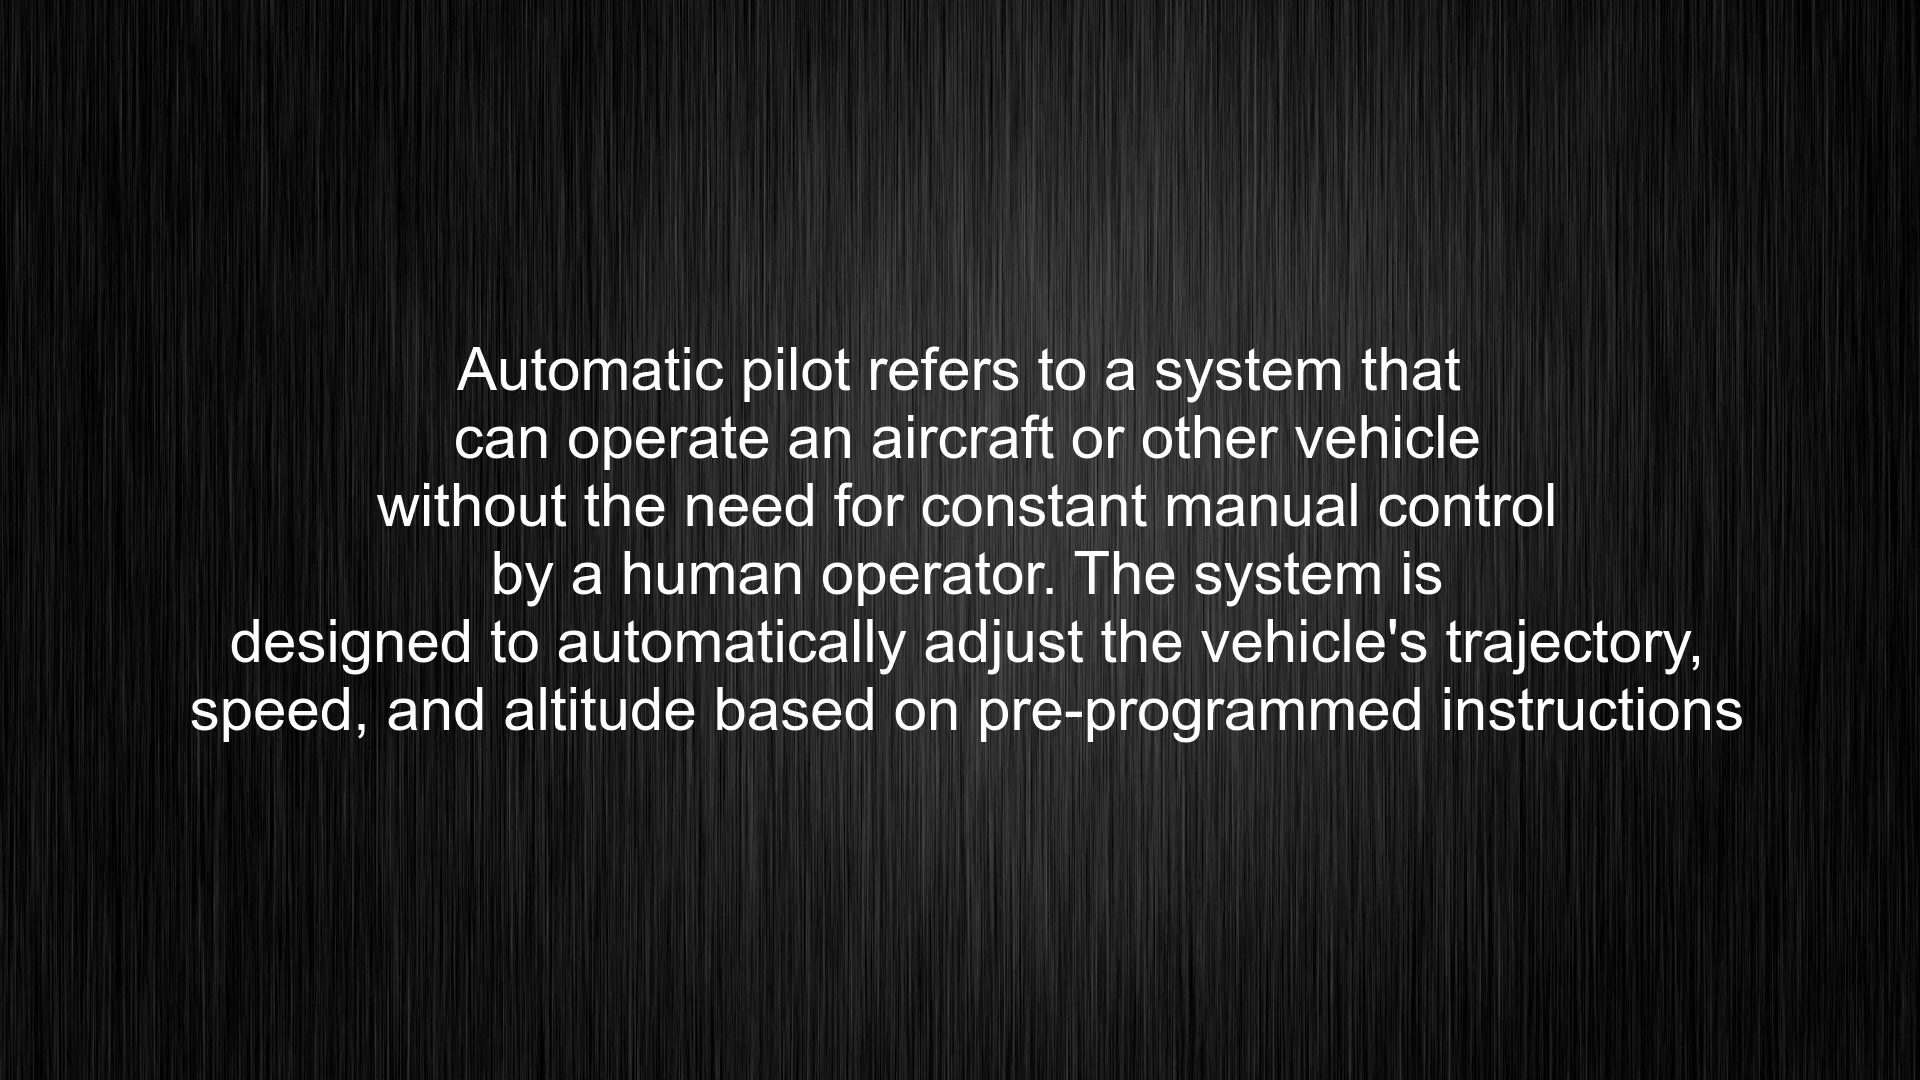 Automatic pilot refers to a system that
can operate an aircraft or other vehicle
without the need for constant manual control
by a human operator. The system is
designed to automatically adjust the vehicle's trajectory,
speed, and altitude based on pre-programmed instructions